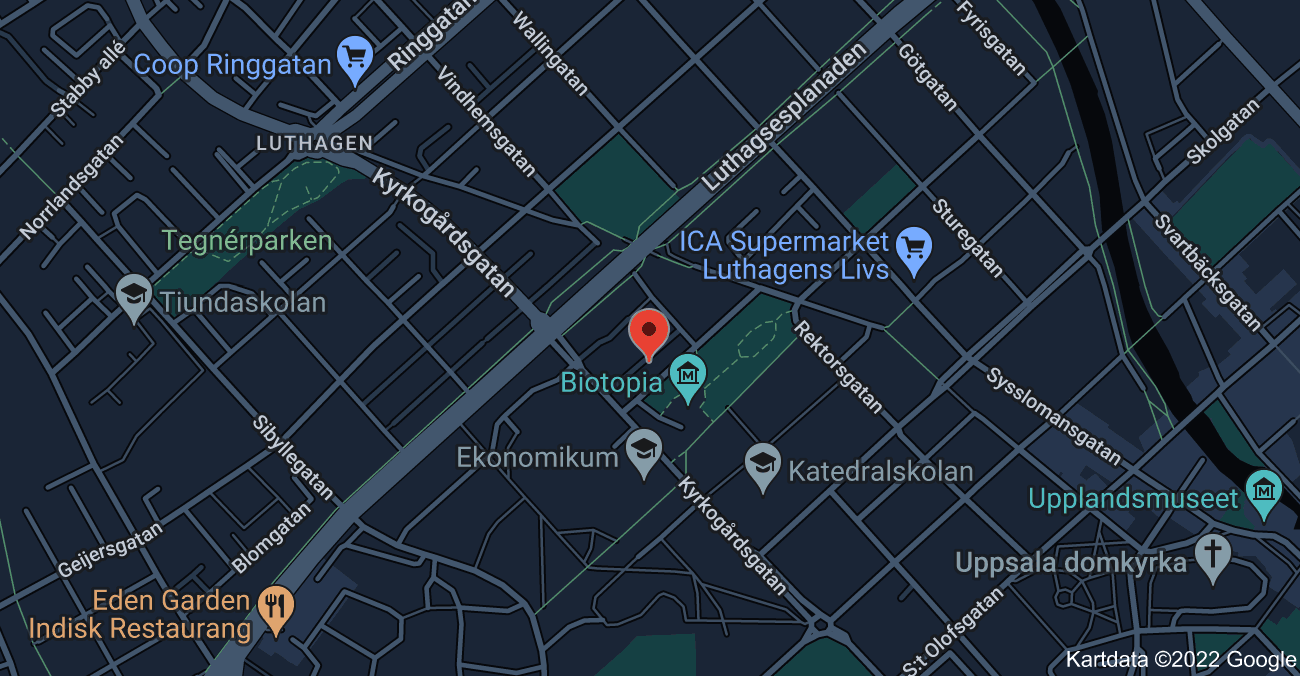 Stabby allé
Coop Ringgatan
Ringgatan
Wallingatan
Fyrisgatan
Götgatan
Luthagsesplanaden
Vindhemsgatan
Norrlandsgatan
LUTHAGEN
Skolgatan
Kyrkogårdsgatan
Tegnérparken
Tiundaskolan
ICA Supermarket
Luthagens Livs
Sturegatan
Svartbäcksgatan
Rektorsgatan
Biotopia
Sysslomansgatan
Sibyllegatan
Ekonomikum
Katedralskolan
Upplandsmuseet
Kyrkogårdsgatan
Geijersgatan
Blomgatan
Uppsala domkyrka
Eden Garden
Indisk Restaurang
S:t Olofsgatan
Kartdata ©2022 Google